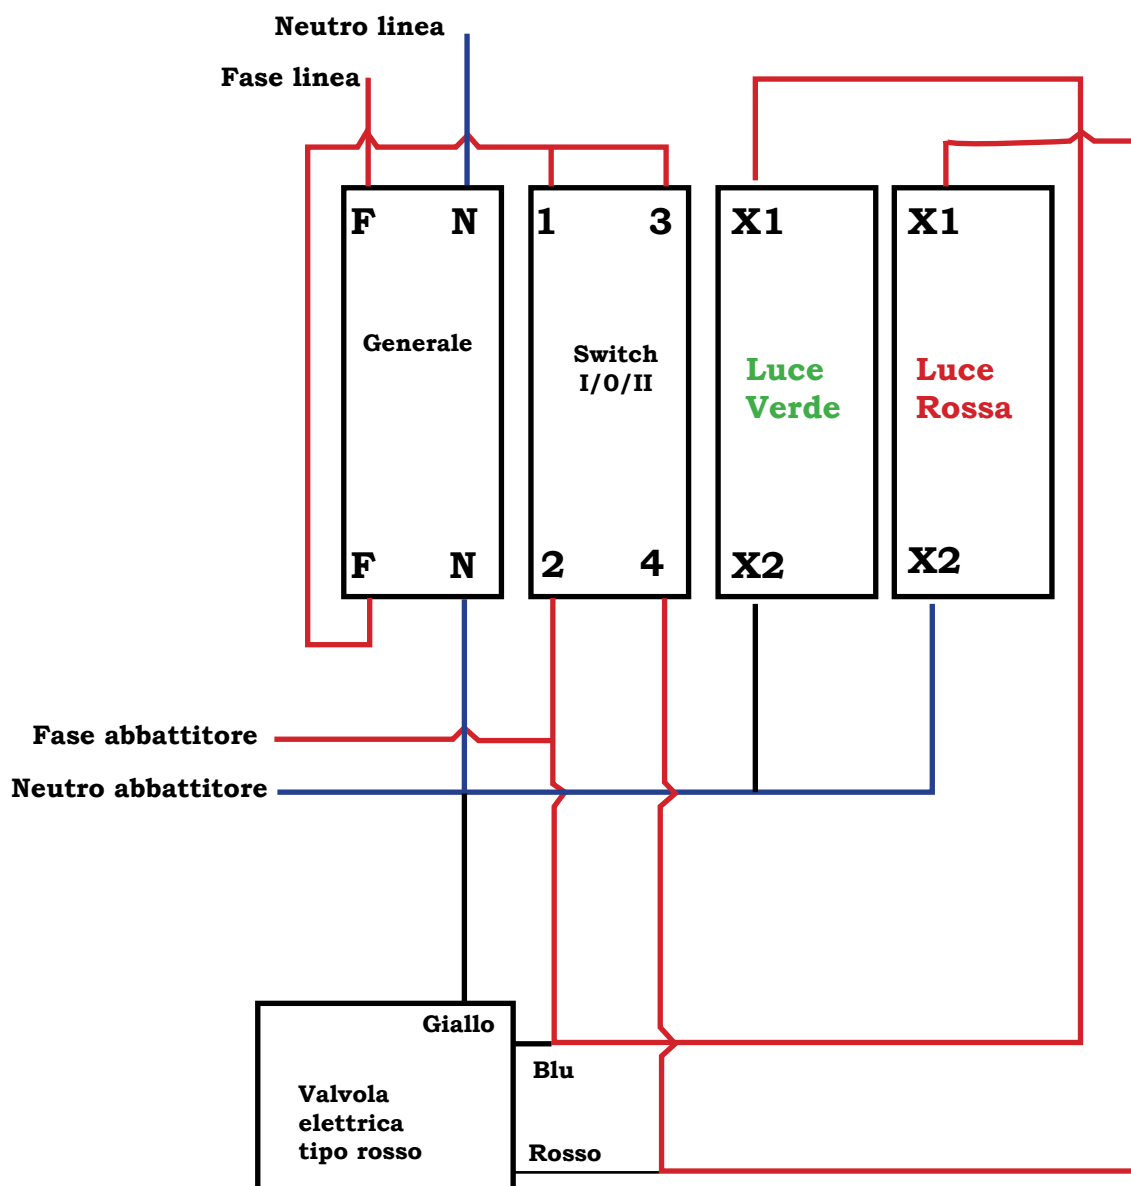 Neutro linea
Fase linea
F N
1 3
X1
X1
Generale
Switch
I/0/II
Luce
Verde
Luce
Rossa
F N
2 4
X2
X2
Fase abbattitore
Neutro abbattitore
Giallo
Blu
Valvola
elettrica
tipo rosso
Rosso